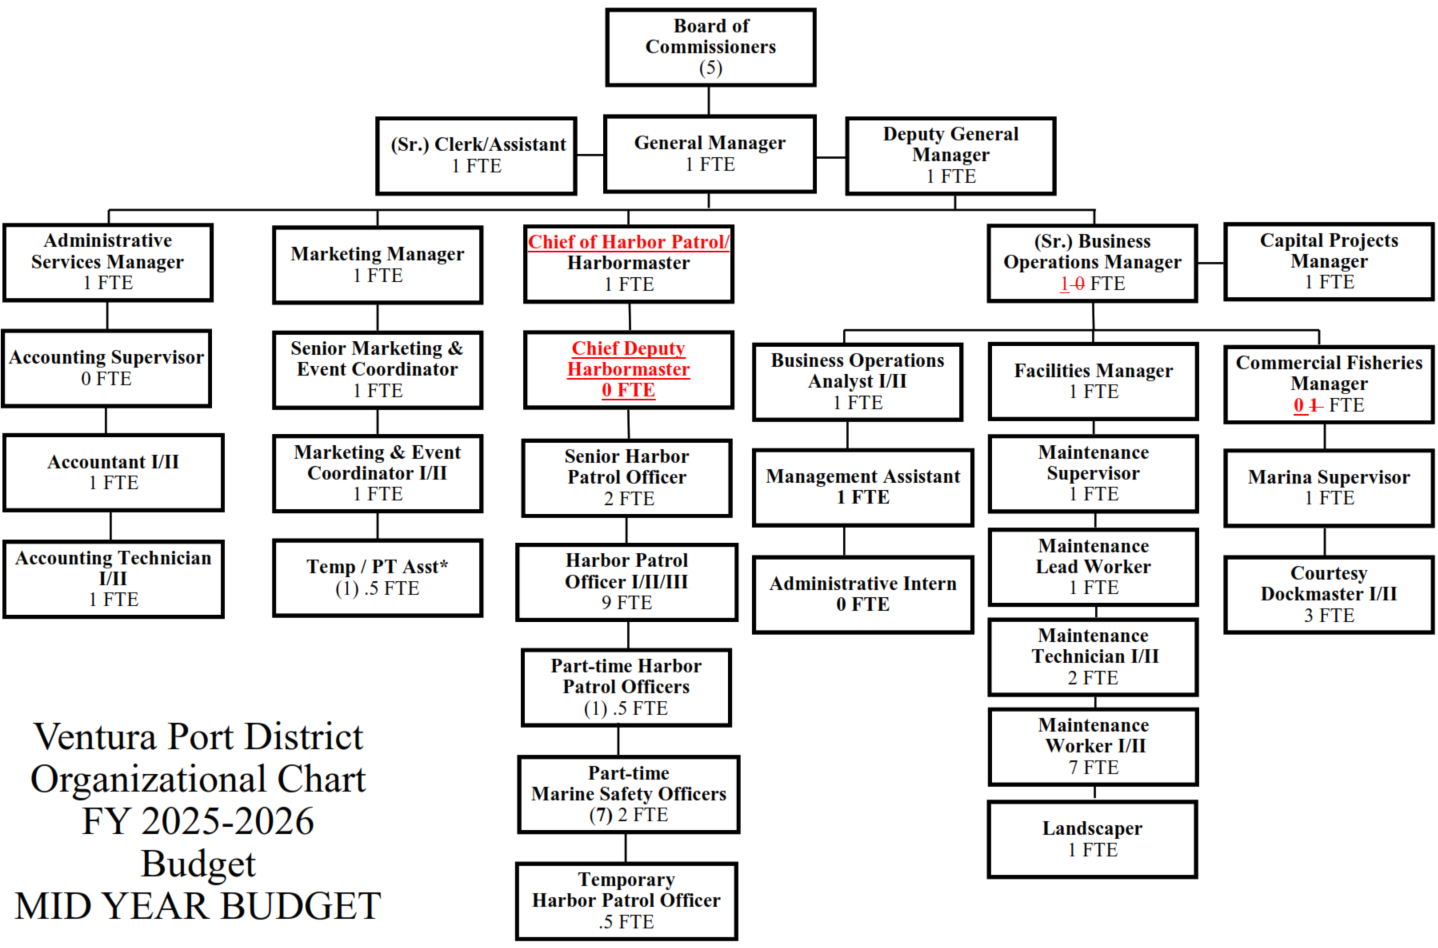 Board of
Commissioners
(5)
(Sr.) Clerk/Assistant
1 FTE
General Manager
1 FTE
Deputy General
Manager
1 FTE
Administrative
Services Manager
1 FTE
Accounting Supervisor
0 FTE
Accountant I/II
1 FTE
Accounting Technician
I/II
1 FTE
Marketing Manager
1 FTE
Senior Marketing &
Event Coordinator
1 FTE
Marketing & Event
Coordinator I/II
1 FTE
Temp / PT Asst*
(1) .5 FTE
Chief of Harbor Patrol/
Harbormaster
1 FTE
Chief Deputy
Harbormaster
0 FTE
Senior Harbor
Patrol Officer
2 FTE
Harbor Patrol
Officer I/II/III
9 FTE
Part-time Harbor
Patrol Officers
(1) .5 FTE
Part-time
Marine Safety Officers
(7) 2 FTE
Temporary
Harbor Patrol Officer
.5 FTE
(Sr.) Business
Operations Manager
1 0 FTE
Capital Projects
Manager
1 FTE
Business Operations
Analyst I/II
1 FTE
Management Assistant
1 FTE
Administrative Intern
0 FTE
Facilities Manager
1 FTE
Maintenance
Supervisor
1 FTE
Maintenance
Lead Worker
1 FTE
Maintenance
Technician I/II
2 FTE
Maintenance
Worker I/II
7 FTE
Landscaper
1 FTE
Commercial Fisheries
Manager
0 1 FTE
Marina Supervisor
1 FTE
Courtesy
Dockmaster I/II
3 FTE
Ventura Port District
Organizational Chart
FY 2025-2026
Budget
MID YEAR BUDGET